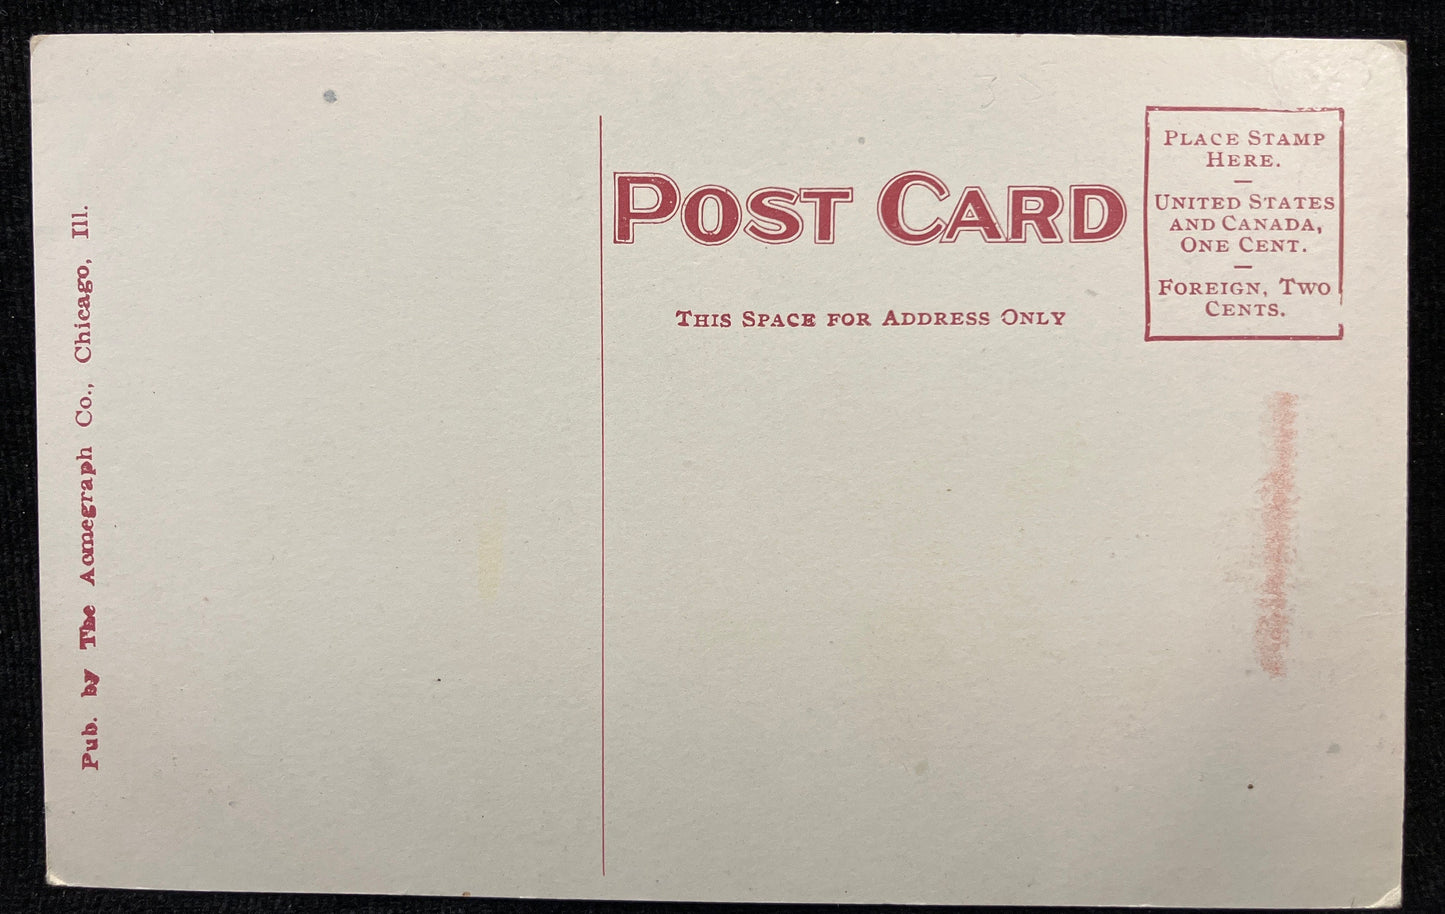 Pub. by The Acmegraph Co., Chicago, Ill.
POST CARD
THIS SPACE FOR ADDRESS ONLY
PLACE STAMP
HERE.
—
UNITED STATES
AND CANADA,
ONE CENT.
—
FOREIGN, TWO
CENTS.